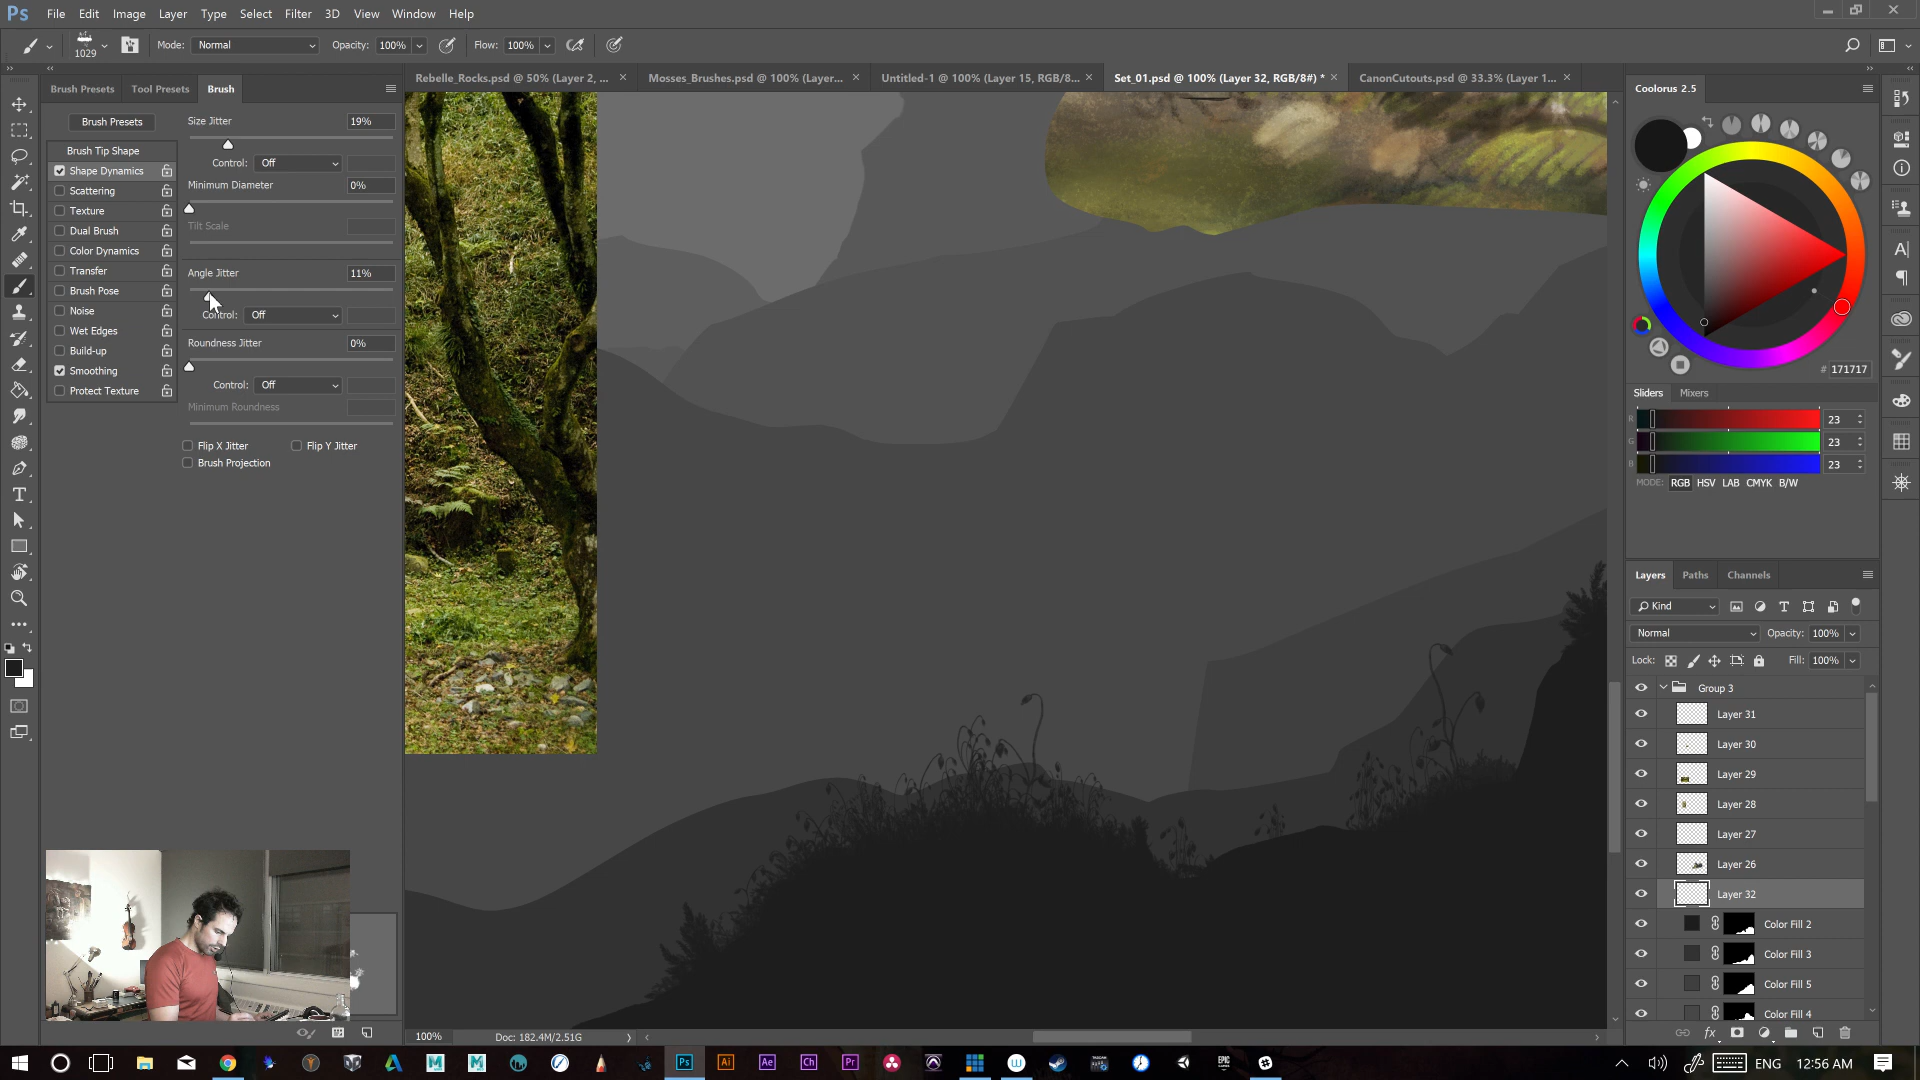 Ps File Edit Image Layer Type Select Filter 3D View Window Help
1029 Mode: Normal Opacity: 100% Flow: 100%
Brush Presets Tool Presets Brush
Rebelle_Rocks.psd @ 50% (Layer 2, ... Mosses_Brushes.psd @ 100% (Layer... Untitled-1 @ 100% (Layer 15, RGB/8... Set_01.psd @ 100% (Layer 32, RGB/8#) * CanonCutouts.psd @ 33.3% (Layer 1...
Brush Presets
Brush Tip Shape
Shape Dynamics
Scattering
Texture
Dual Brush
Color Dynamics
Transfer
Brush Pose
Noise
Wet Edges
Build-up
Smoothing
Protect Texture
Size Jitter 19%
Control: Off
Minimum Diameter 0%
Tilt Scale
Angle Jitter 11%
Control: Off
Roundness Jitter 0%
Control: Off
Minimum Roundness
Flip X Jitter Flip Y Jitter
Brush Projection
Coolorus 2.5
# 171717
Sliders Mixers
R 23
G 23
B 23
MODE: RGB HSV LAB CMYK B/W
Layers Paths Channels
Kind
Normal Opacity: 100%
Lock: Fill: 100%
Group 3
Layer 31
Layer 30
Layer 29
Layer 28
Layer 27
Layer 26
Layer 32
Color Fill 2
Color Fill 3
Color Fill 5
Color Fill 4
fx
100% Doc: 182.4M/2.51G
Ps Ai Ae Ch Pr
ENG 12:56 AM